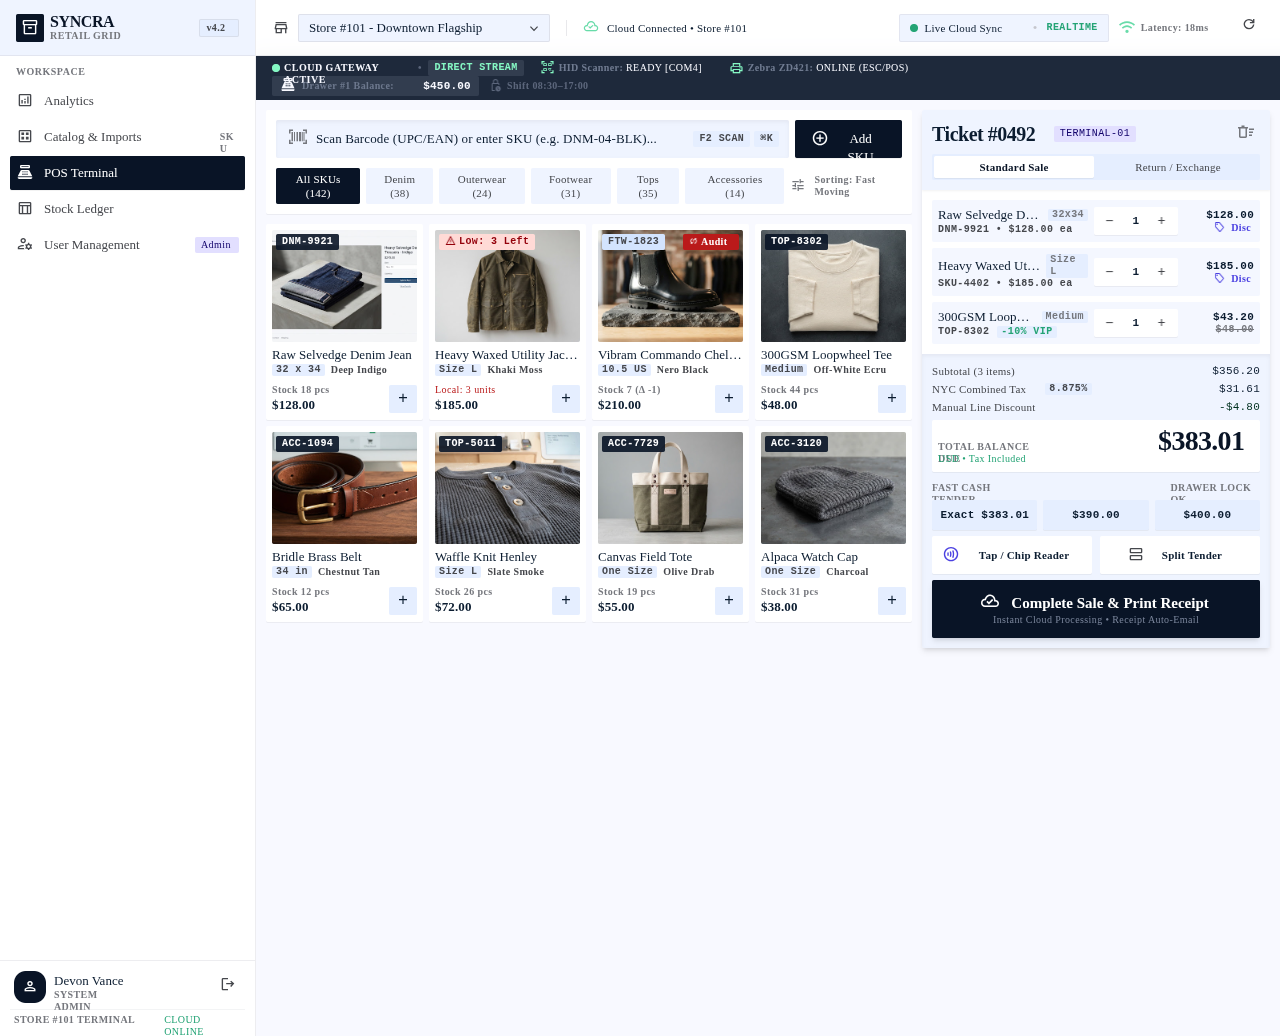 SYNCRA
RETAIL GRID
v4.2
Store #101 - Downtown Flagship
Cloud Connected • Store #101
Live Cloud Sync • REALTIME
Latency: 18ms
WORKSPACE
Analytics
Catalog & Imports
SK
U
POS Terminal
Stock Ledger
User Management
Admin
Devon Vance
SYSTEM
ADMIN
STORE #101 TERMINAL
CLOUD
ONLINE
CLOUD GATEWAY
ACTIVE
• DIRECT STREAM
HID Scanner: READY [COM4]
Zebra ZD421: ONLINE (ESC/POS)
Drawer #1 Balance: $450.00
Shift 08:30–17:00
Scan Barcode (UPC/EAN) or enter SKU (e.g. DNM-04-BLK)...
F2 SCAN
⌘K
Add
SKU
All SKUs
(142)
Denim
(38)
Outerwear
(24)
Footwear
(31)
Tops
(35)
Accessories
(14)
Sorting: Fast
Moving
DNM-9921
Raw Selvedge Denim Jean
32 x 34 Deep Indigo
Stock 18 pcs
$128.00
+
Low: 3 Left
Heavy Waxed Utility Jac…
Size L Khaki Moss
Local: 3 units
$185.00
+
FTW-1823
Audit
Vibram Commando Chel…
10.5 US Nero Black
Stock 7 (Δ -1)
$210.00
+
TOP-8302
300GSM Loopwheel Tee
Medium Off-White Ecru
Stock 44 pcs
$48.00
+
ACC-1094
Bridle Brass Belt
34 in Chestnut Tan
Stock 12 pcs
$65.00
+
TOP-5011
Waffle Knit Henley
Size L Slate Smoke
Stock 26 pcs
$72.00
+
ACC-7729
Canvas Field Tote
One Size Olive Drab
Stock 19 pcs
$55.00
+
ACC-3120
Alpaca Watch Cap
One Size Charcoal
Stock 31 pcs
$38.00
+
Ticket #0492
TERMINAL-01
Standard Sale
Return / Exchange
Raw Selvedge D… 32x34
DNM-9921 • $128.00 ea
− 1 +
$128.00
Disc
Heavy Waxed Ut… Size
L
SKU-4402 • $185.00 ea
− 1 +
$185.00
Disc
300GSM Loop… Medium
TOP-8302 -10% VIP
− 1 +
$43.20
$48.00
Subtotal (3 items) $356.20
NYC Combined Tax 8.875% $31.61
Manual Line Discount -$4.80
TOTAL BALANCE
DUE
• Tax Included
$383.01
FAST CASH
TENDER
DRAWER LOCK
OK
Exact $383.01
$390.00
$400.00
Tap / Chip Reader
Split Tender
Complete Sale & Print Receipt
Instant Cloud Processing • Receipt Auto-Email